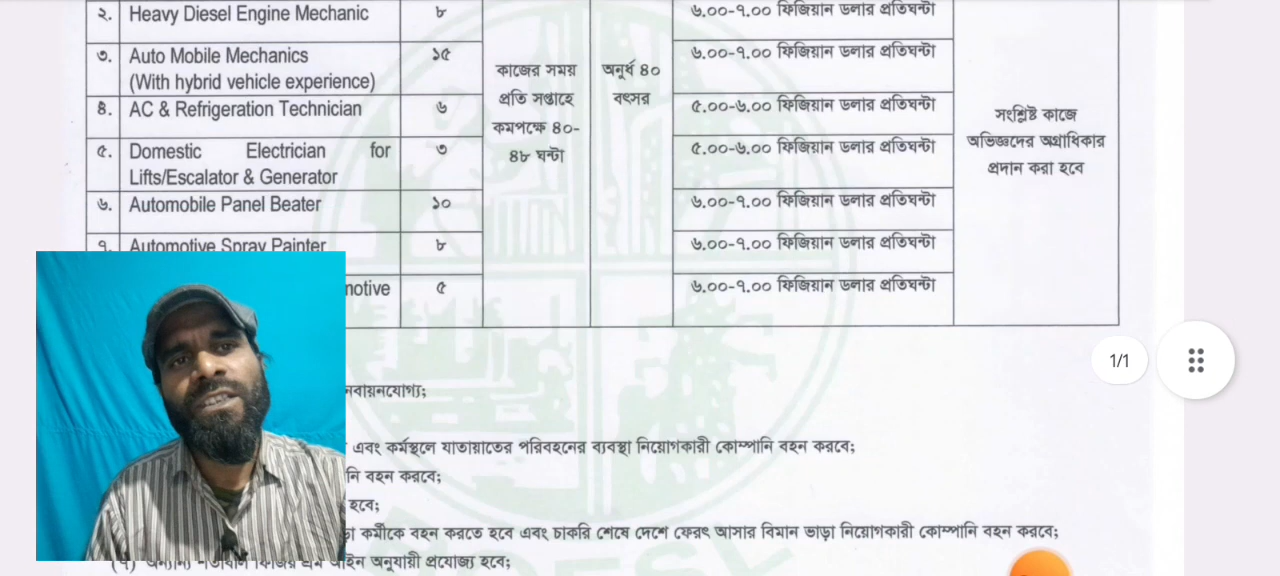 ২. Heavy Diesel Engine Mechanic ৮ ৬.০০-৭.০০ ফিজিয়ান ডলার প্রতিঘন্টা
৩. Auto Mobile Mechanics ১৫ ৬.০০-৭.০০ ফিজিয়ান ডলার প্রতিঘন্টা
(With hybrid vehicle experience)
কাজের সময়
প্রতি সপ্তাহে
কমপক্ষে ৪০-
৪৮ ঘন্টা
অনুর্ধ ৪০
বৎসর
৪. AC & Refrigeration Technician ৬ ৫.০০-৬.০০ ফিজিয়ান ডলার প্রতিঘন্টা
সংশ্লিষ্ট কাজে
অভিজ্ঞদের অগ্রাধিকার
প্রদান করা হবে
৫. Domestic Electrician for ৩ ৫.০০-৬.০০ ফিজিয়ান ডলার প্রতিঘন্টা
Lifts/Escalator & Generator
৬. Automobile Panel Beater ১০ ৬.০০-৭.০০ ফিজিয়ান ডলার প্রতিঘন্টা
৭. Automotive Spray Painter ৮ ৬.০০-৭.০০ ফিজিয়ান ডলার প্রতিঘন্টা
৫ ৬.০০-৭.০০ ফিজিয়ান ডলার প্রতিঘন্টা
1/1
এবং কর্মস্থলে যাতায়াতের পরিবহনের ব্যবস্থা নিয়োগকারী কোম্পানি বহন করবে;
বহন করবে;
হবে;
কর্মীকে বহন করতে হবে এবং চাকরি শেষে দেশে ফেরৎ আসার বিমান ভাড়া নিয়োগকারী কোম্পানি বহন করবে;
অনুযায়ী প্রযোজ্য হবে;